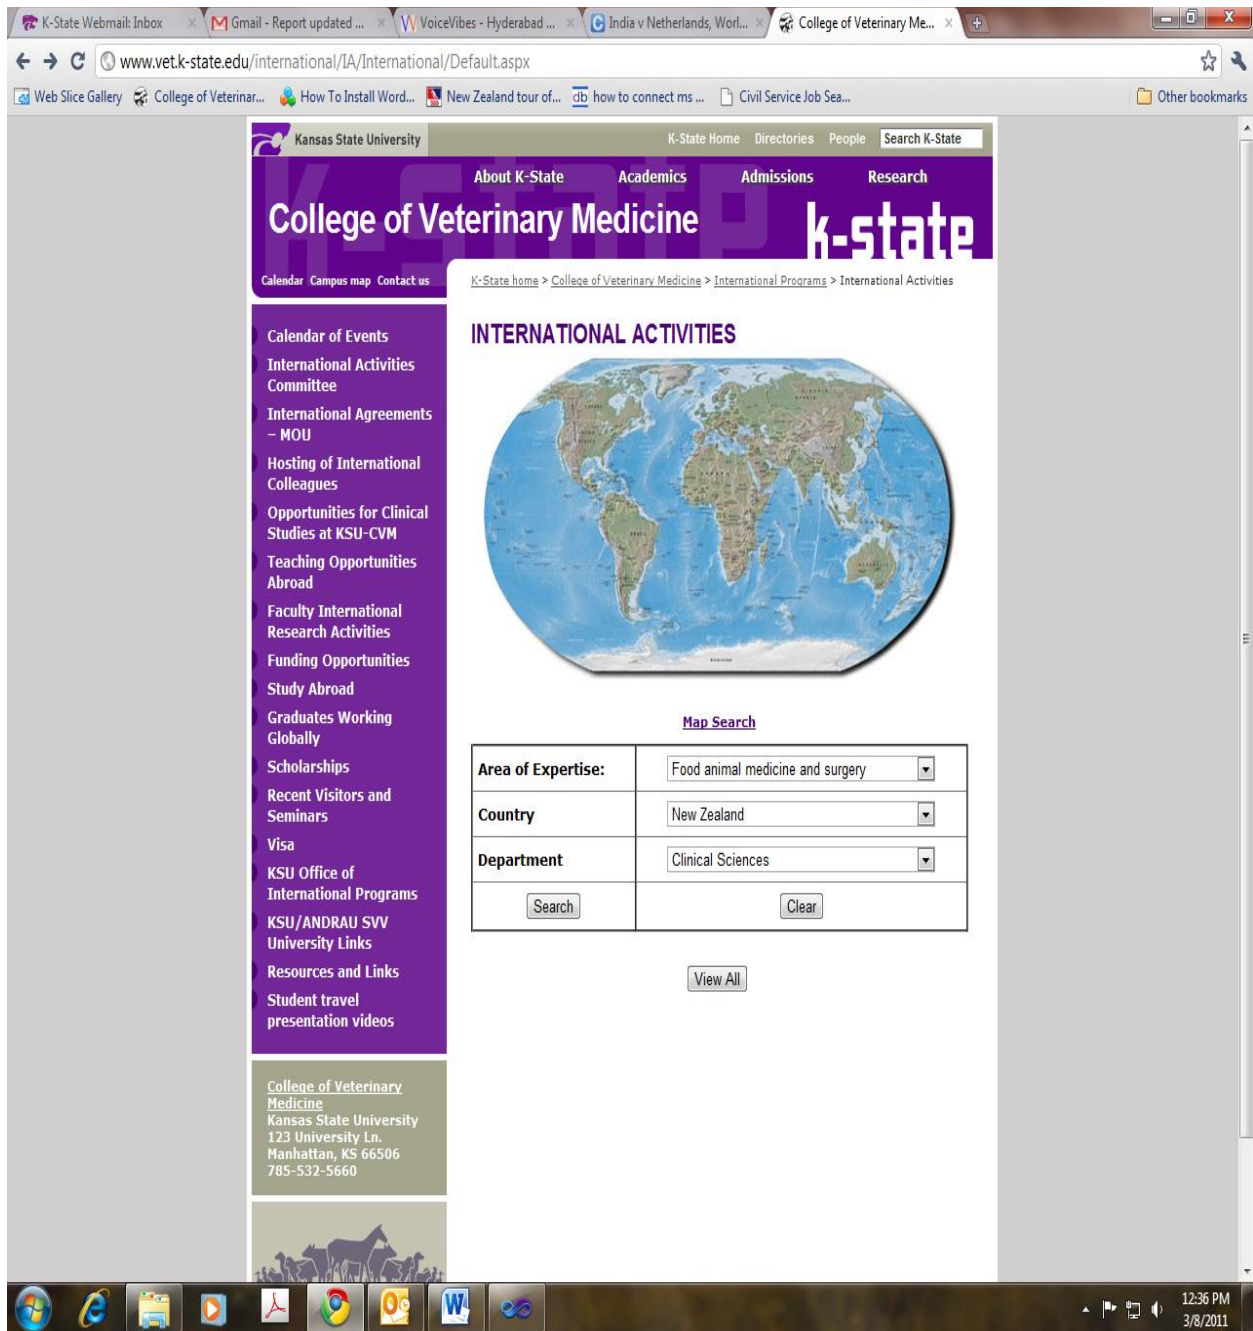 K-State Webmail: Inbox
Gmail - Report updated ...
VoiceVibes - Hyderabad ...
India v Netherlands, Worl...
College of Veterinary Me...
www.vet.k-state.edu/international/IA/International/Default.aspx
Web Slice Gallery
College of Veterinar...
How To Install Word...
New Zealand tour of...
db how to connect ms ...
Civil Service Job Sea...
Other bookmarks
Kansas State University
K-State Home Directories People Search K-State
About K-State Academics Admissions Research
College of Veterinary Medicine
k-state
Calendar Campus map Contact us
K-State home > College of Veterinary Medicine > International Programs > International Activities
Calendar of Events
International Activities
Committee
International Agreements
– MOU
Hosting of International
Colleagues
Opportunities for Clinical
Studies at KSU-CVM
Teaching Opportunities
Abroad
Faculty International
Research Activities
Funding Opportunities
Study Abroad
Graduates Working
Globally
Scholarships
Recent Visitors and
Seminars
Visa
KSU Office of
International Programs
KSU/ANDRAU SVV
University Links
Resources and Links
Student travel
presentation videos
College of Veterinary
Medicine
Kansas State University
123 University Ln.
Manhattan, KS 66506
785-532-5660
INTERNATIONAL ACTIVITIES
Map Search
Area of Expertise: Food animal medicine and surgery
Country New Zealand
Department Clinical Sciences
Search Clear
View All
12:36 PM
3/8/2011